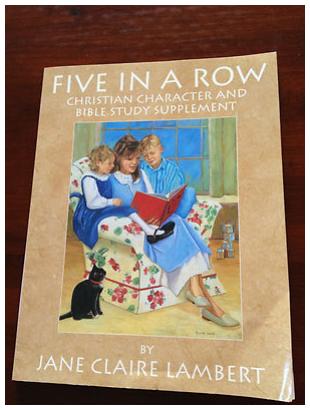 FIVE IN A ROW
CHRISTIAN CHARACTER AND
BIBLE STUDY SUPPLEMENT
BY
JANE CLAIRE LAMBERT